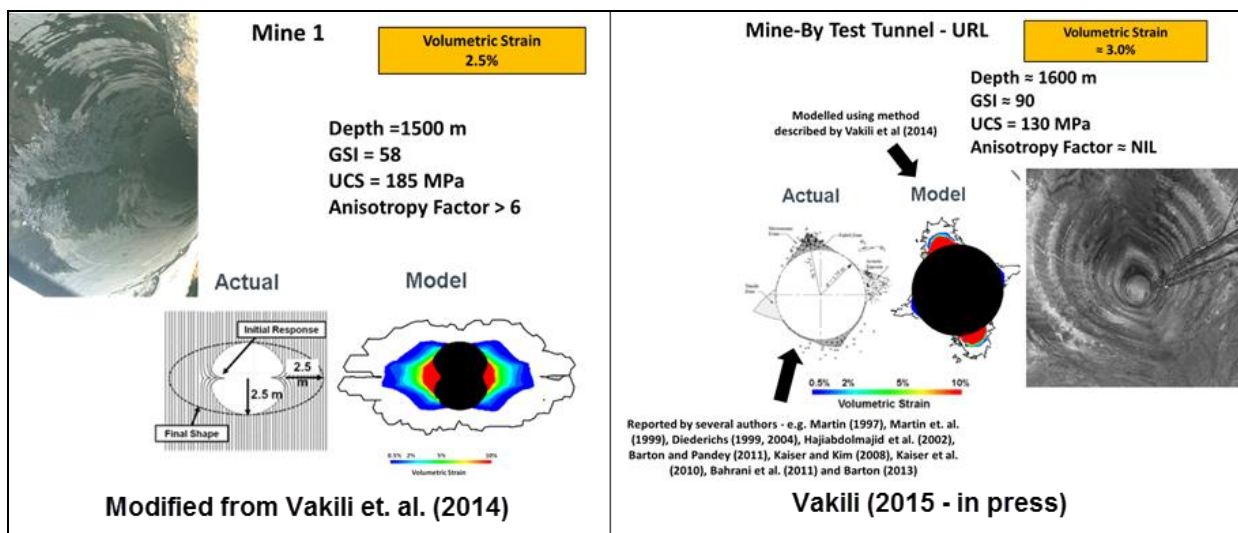 Mine 1
Volumetric Strain
2.5%
Depth =1500 m
GSI = 58
UCS = 185 MPa
Anisotropy Factor > 6
Actual
Model
Initial Response
2.5
m
2.5 m
Final Shape
0.5% 2% 5% 10%
Volumetric Strain
Modified from Vakili et. al. (2014)
Mine-By Test Tunnel - URL
Volumetric Strain
≈ 3.0%
Depth ≈ 1600 m
GSI ≈ 90
UCS = 130 MPa
Anisotropy Factor ≈ NIL
Modelled using method
described by Vakili et al (2014)
Actual
Model
0.5% 2% 5% 10%
Volumetric Strain
Reported by several authors - e.g. Martin (1997), Martin et. al.
(1999), Diederichs (1999, 2004), Hajiabdolmajid et al. (2002),
Barton and Pandey (2011), Kaiser and Kim (2008), Kaiser et al.
(2010), Bahrani et al. (2011) and Barton (2013)
Vakili (2015 - in press)